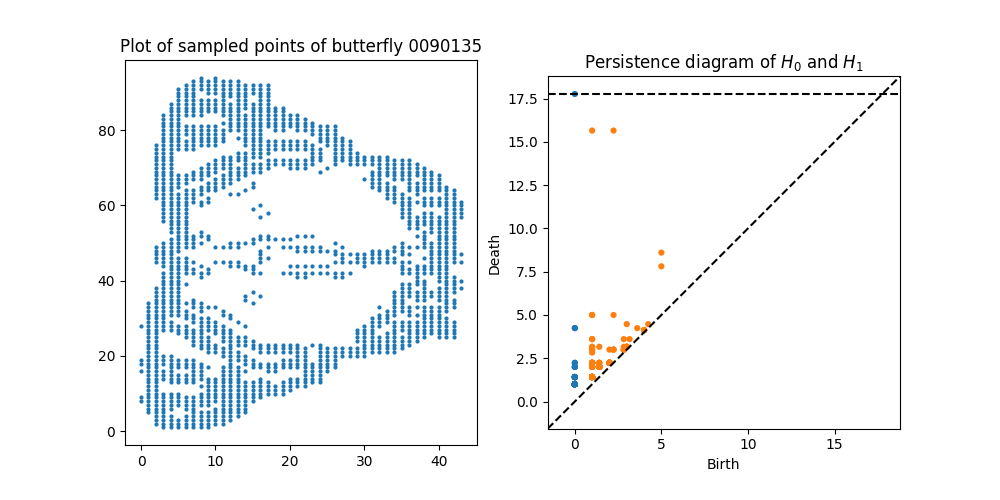 Plot of sampled points of butterfly 0090135
80
60
40
20
0
0 10 20 30 40
Persistence diagram of H₀ and H₁
Death
17.5
15.0
12.5
10.0
7.5
5.0
2.5
0.0
0 5 10 15
Birth